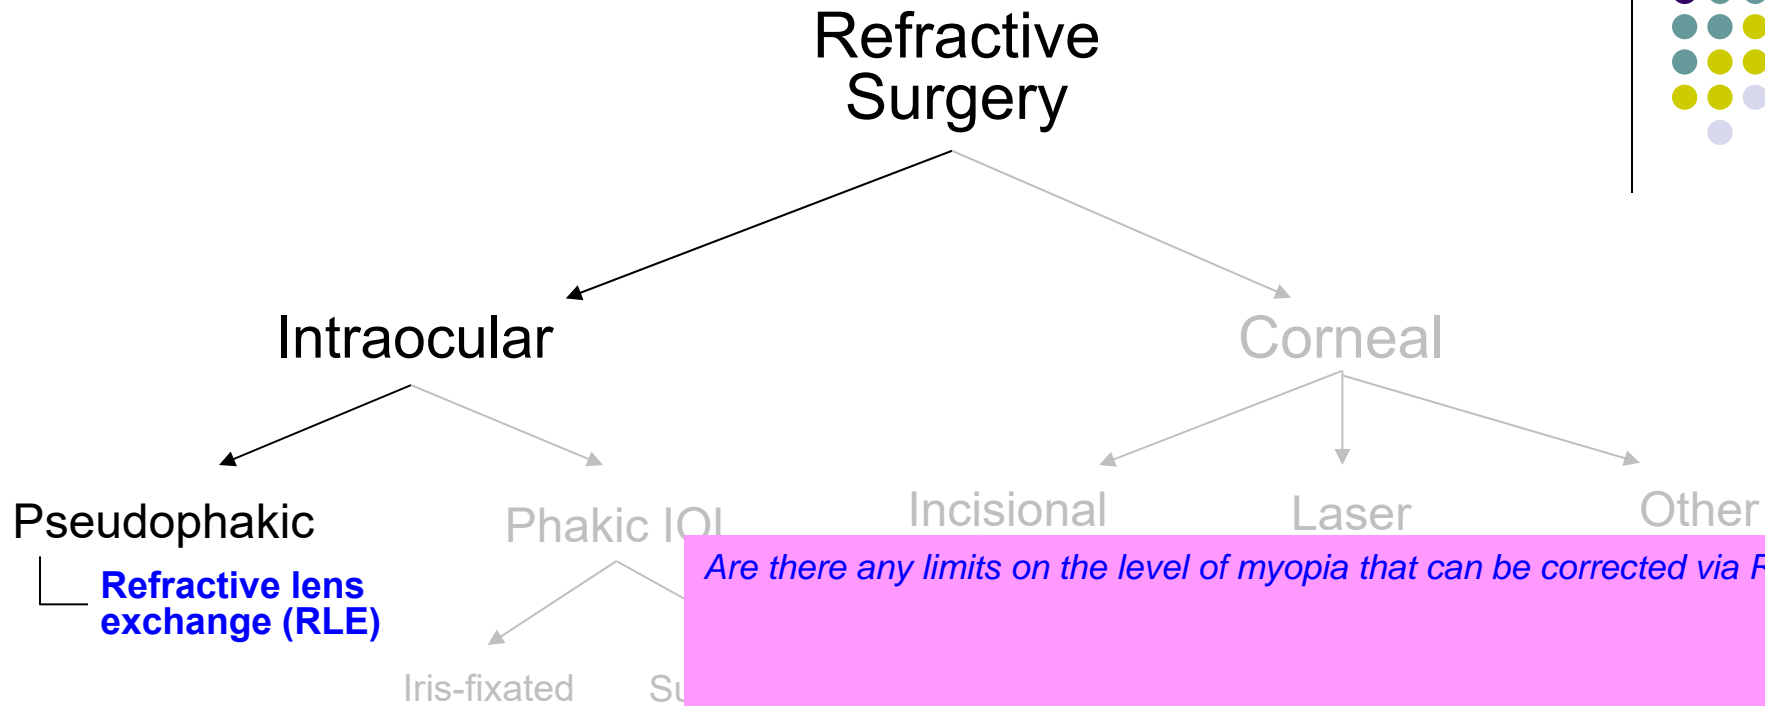 Refractive
Surgery
Intraocular
Corneal
Pseudophakic
Phakic
Incisional
Laser
Other
Refractive lens
exchange (RLE)
Are there any limits on the level of myopia that can be corrected via
Iris-fixated